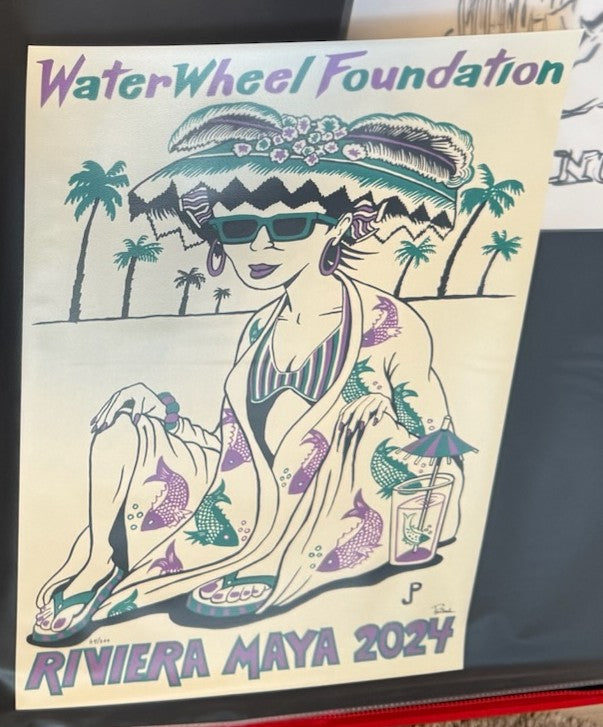 WaterWheel Foundation
JP
RIVIERA MAYA 2024